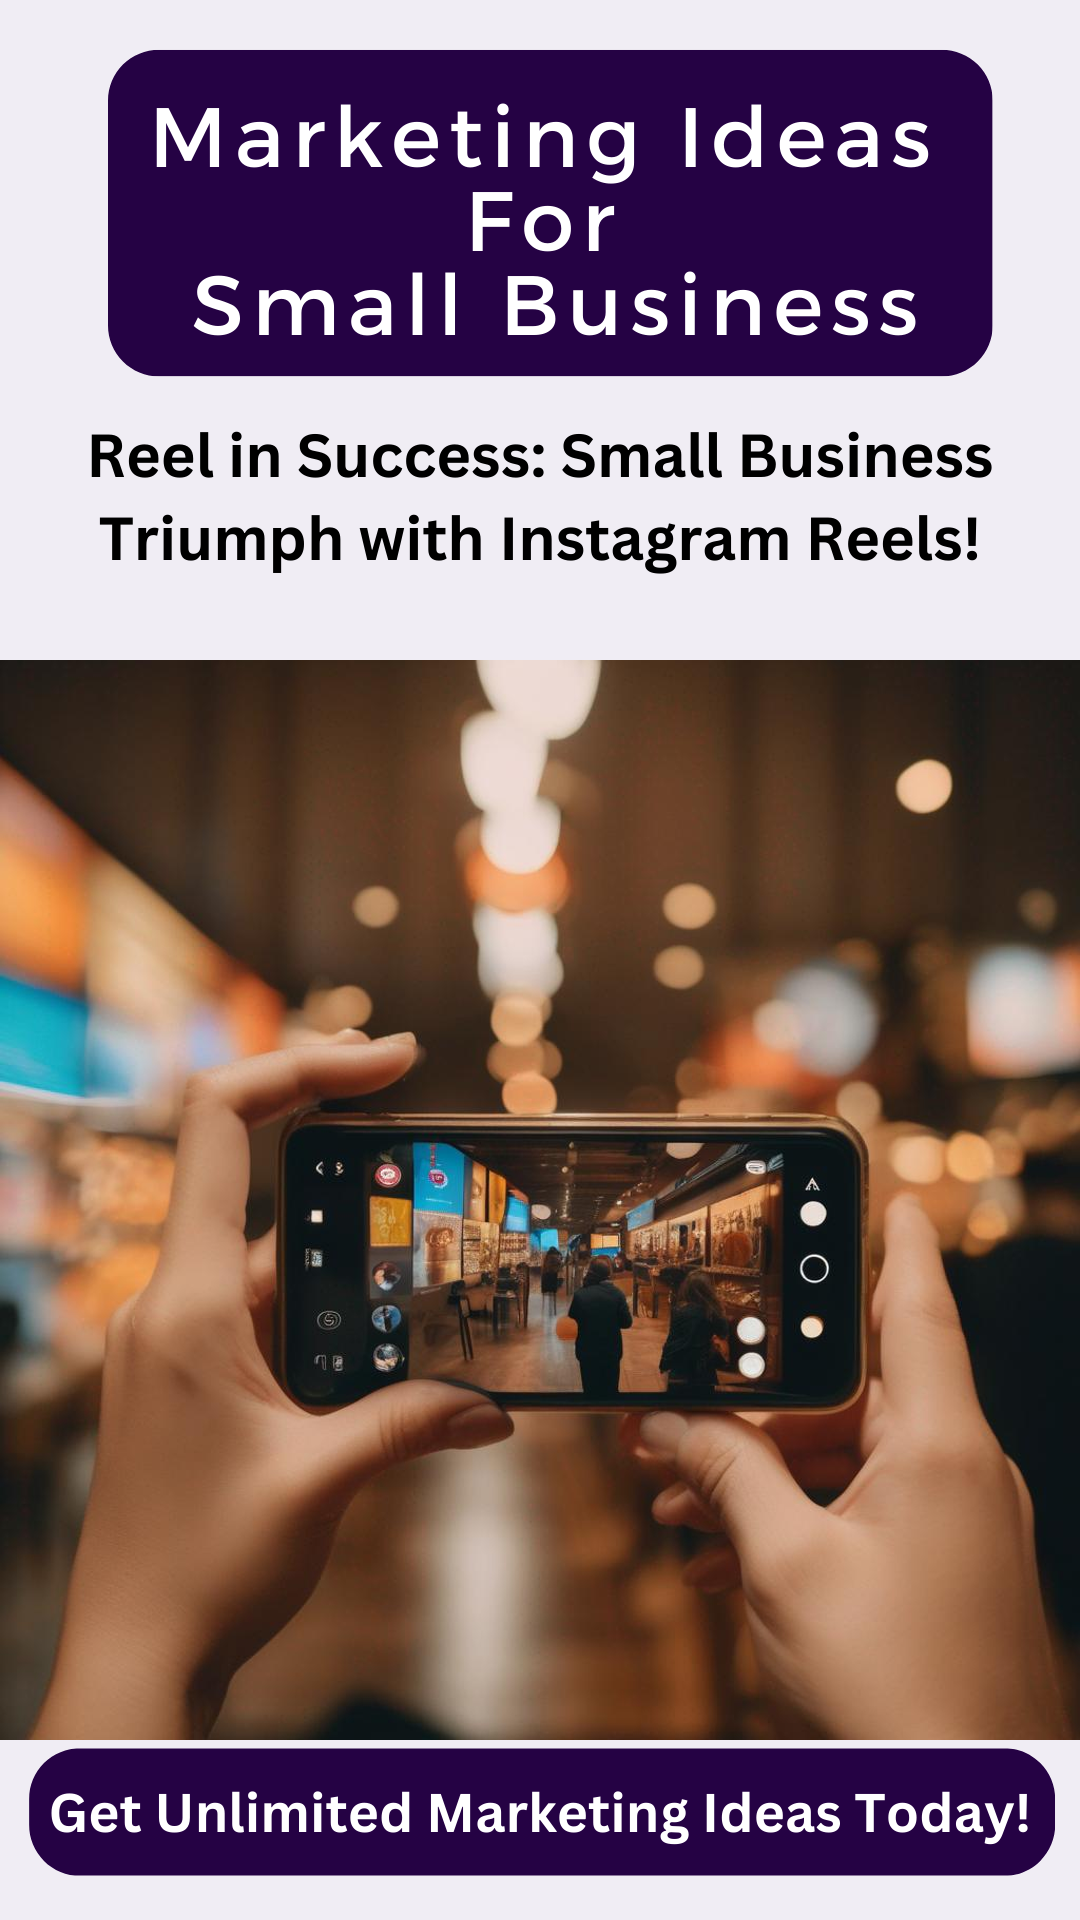 Marketing Ideas
For
Small Business
Reel in Success: Small Business
Triumph with Instagram Reels!
Get Unlimited Marketing Ideas Today!